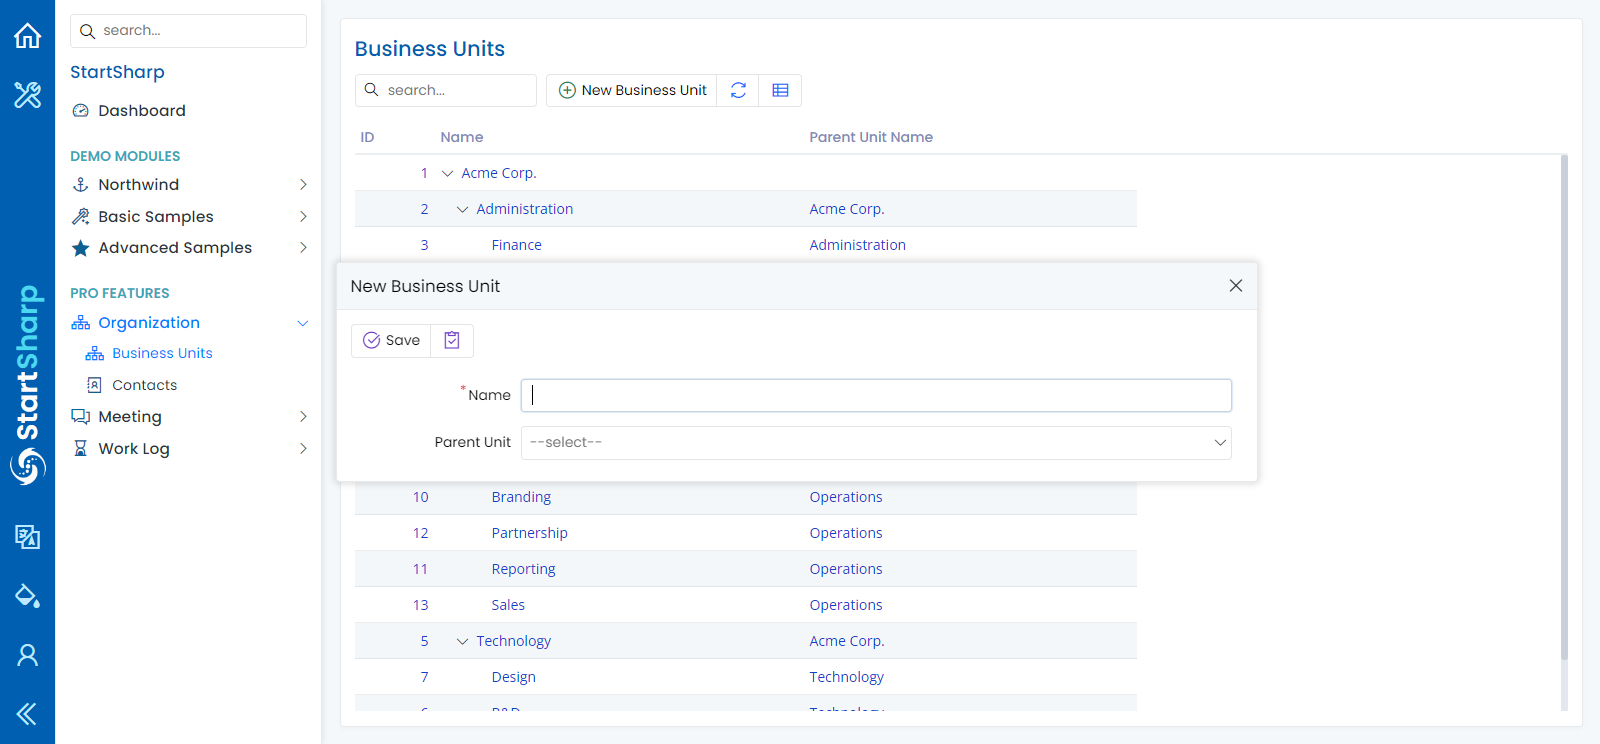 search...
StartSharp
Dashboard
DEMO MODULES
Northwind
Basic Samples
Advanced Samples
PRO FEATURES
Organization
Business Units
Contacts
Meeting
Work Log
StartSharp
Business Units
search...
New Business Unit
ID Name Parent Unit Name
1 Acme Corp.
2 Administration Acme Corp.
3 Finance Administration
New Business Unit
Save
*Name
Parent Unit --select--
10 Branding Operations
12 Partnership Operations
11 Reporting Operations
13 Sales Operations
5 Technology Acme Corp.
7 Design Technology
6 R&D Technology